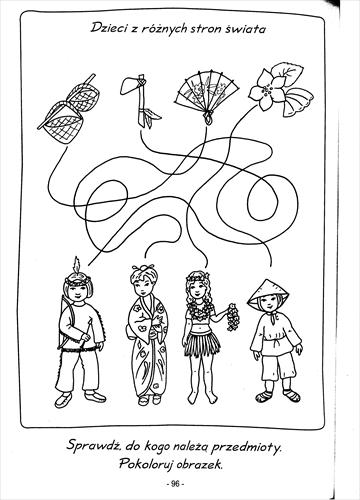 Dzieci z różnych stron świata
Sprawdź, do kogo należą przedmioty.
Pokoloruj obrazek.
- 96 -